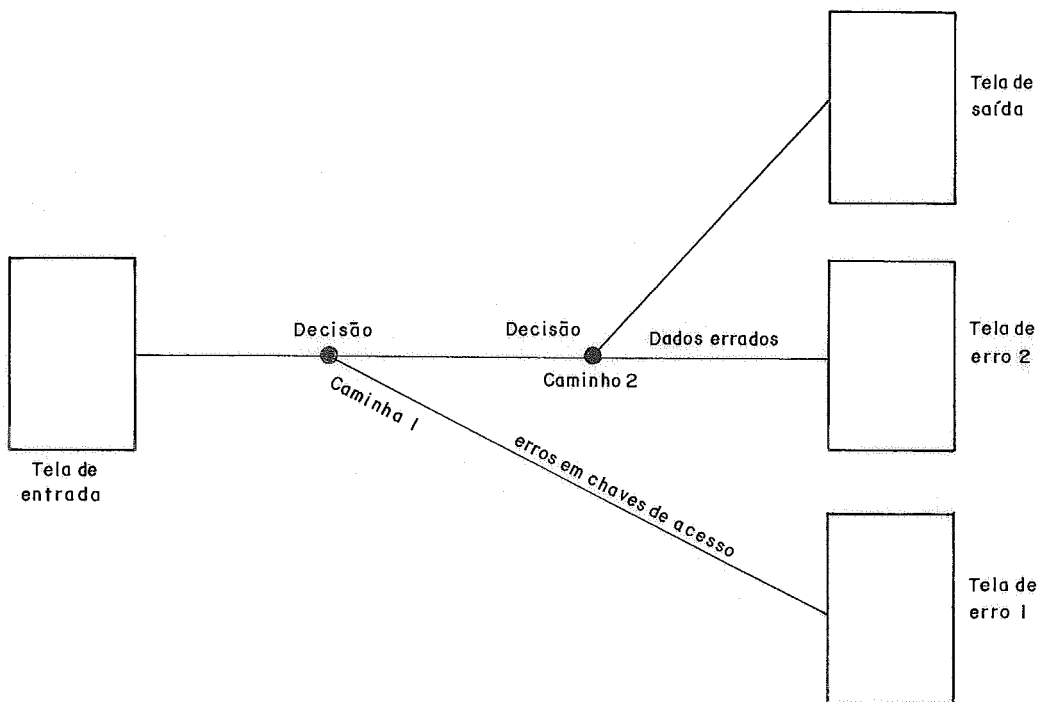 Tela de
saída
Decisão
Decisão
Dados errados
Tela de
erro 2
Caminha 1
Caminho 2
erros em chaves de acesso
Tela de
entrada
Tela de
erro 1